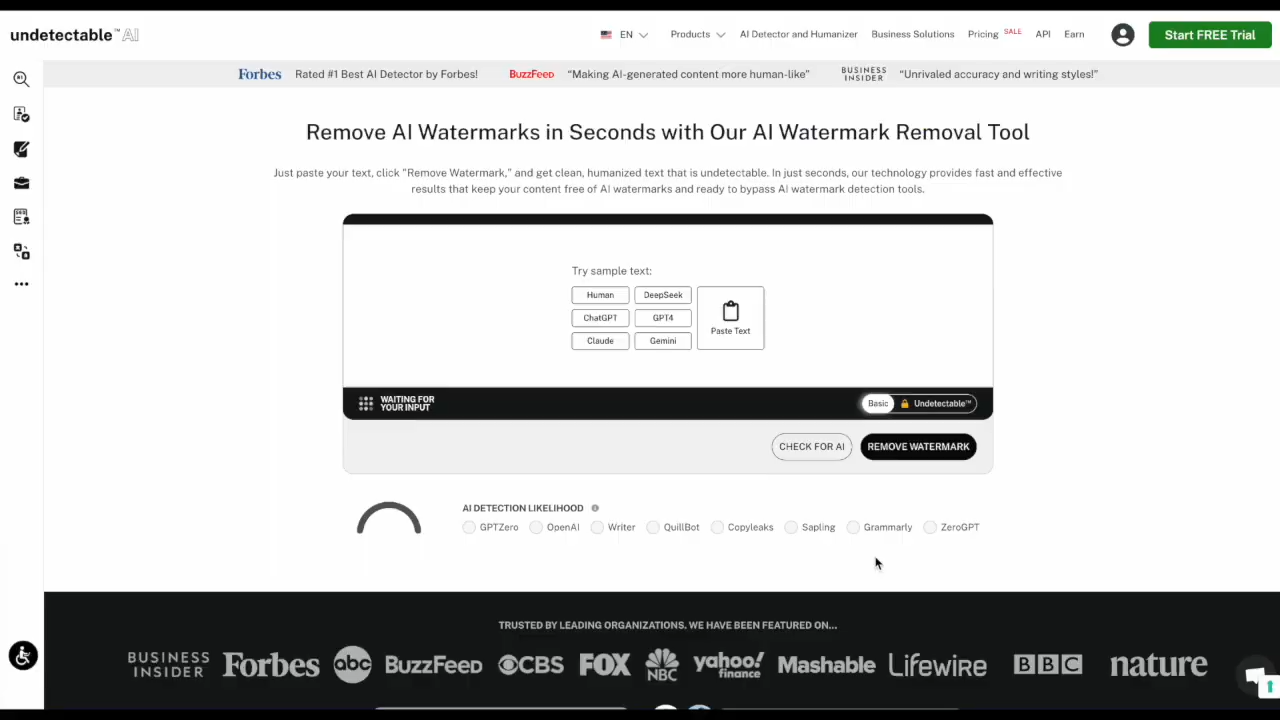 undetectable™ AI
EN
Products
AI Detector and Humanizer
Business Solutions
Pricing SALE
API
Earn
Start FREE Trial
Forbes Rated #1 Best AI Detector by Forbes!
BuzzFeed “Making AI-generated content more human-like”
BUSINESS INSIDER “Unrivaled accuracy and writing styles!”
Remove AI Watermarks in Seconds with Our AI Watermark Removal Tool
Just paste your text, click "Remove Watermark," and get clean, humanized text that is undetectable. In just seconds, our technology provides fast and effective
results that keep your content free of AI watermarks and ready to bypass AI watermark detection tools.
Try sample text:
Human DeepSeek
ChatGPT GPT4
Claude Gemini
Paste Text
WAITING FOR
YOUR INPUT
Basic Undetectable™
CHECK FOR AI REMOVE WATERMARK
AI DETECTION LIKELIHOOD
GPTZero OpenAI Writer QuillBot Copyleaks Sapling Grammarly ZeroGPT
TRUSTED BY LEADING ORGANIZATIONS. WE HAVE BEEN FEATURED ON...
BUSINESS INSIDER Forbes abc BuzzFeed CBS FOX NBC yahoo! finance Mashable Lifewire BBC nature